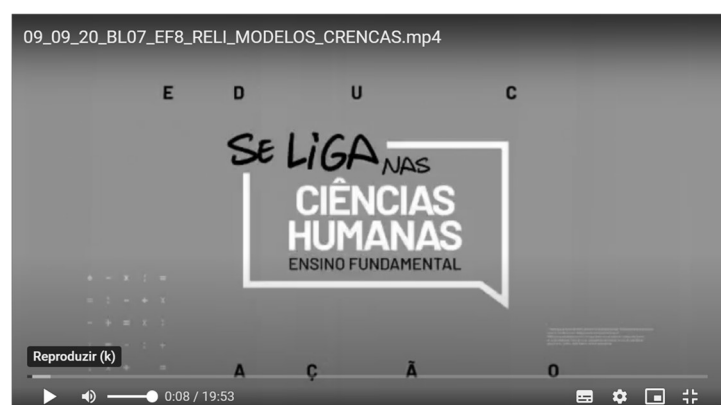 09_09_20_BL07_EF8_RELI_MODELOS_CRENCAS.mp4
E D U C
SE LIGA NAS
CIÊNCIAS
HUMANAS
ENSINO FUNDAMENTAL
Reproduzir (k)
A Ç Ã O
0:08 / 19:53